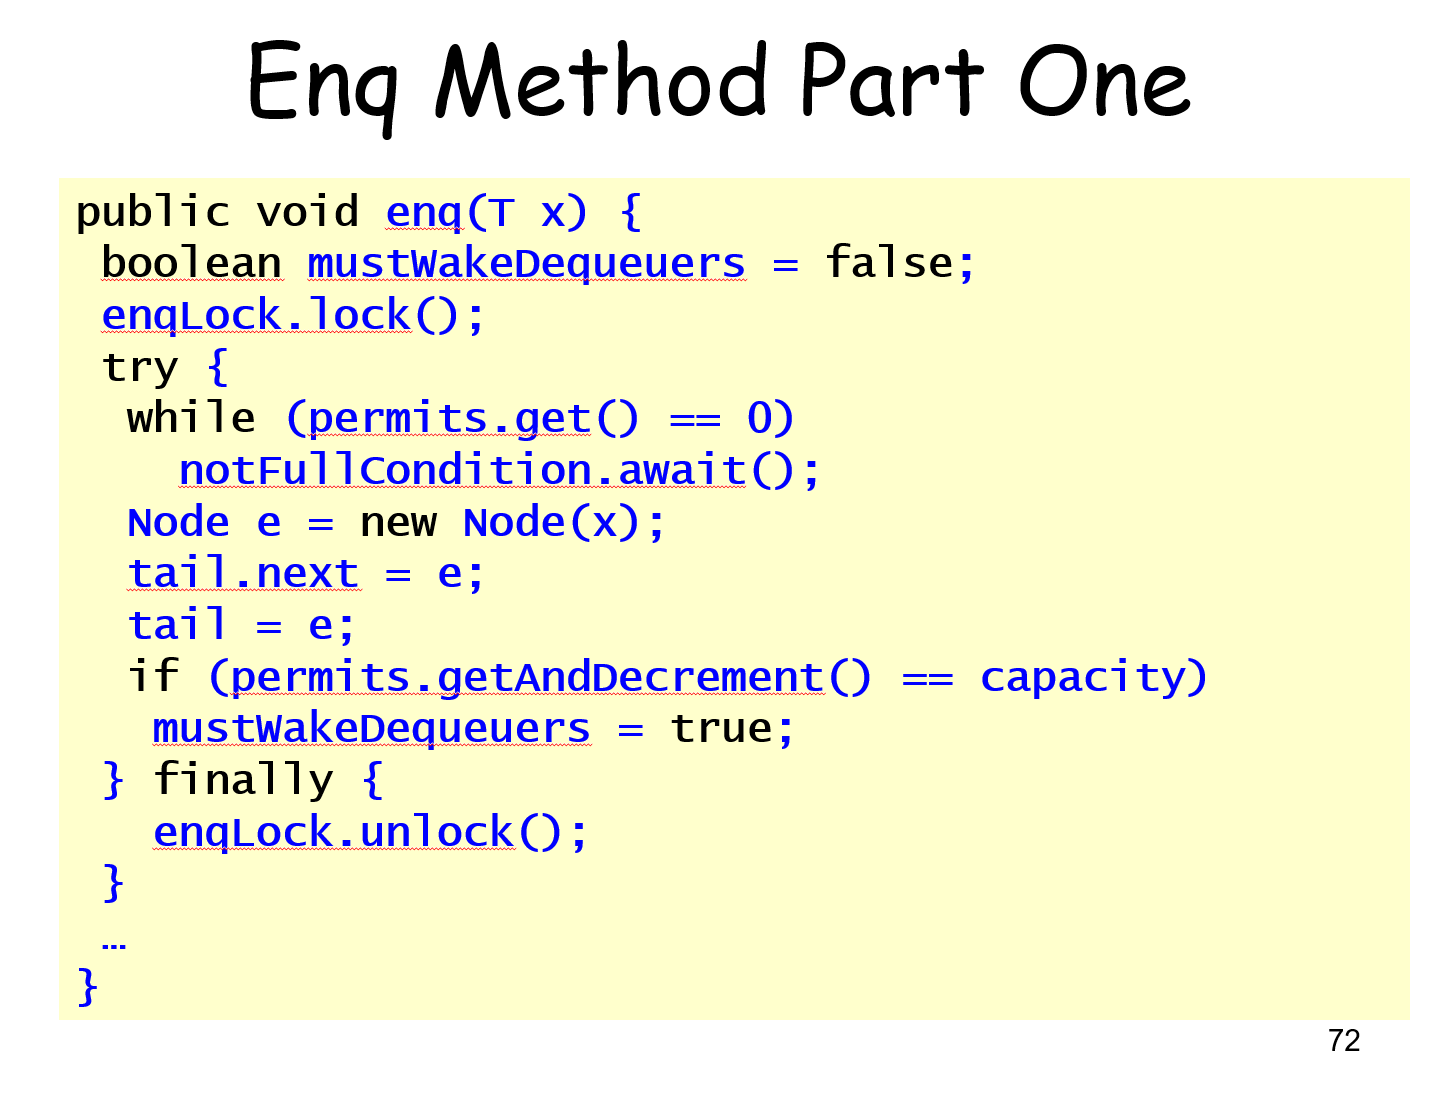 Enq Method Part One
public void enq(T x) {
boolean mustWakeDequeuers = false;
enqLock.lock();
try {
while (permits.get() == 0)
notFullCondition.await();
Node e = new Node(x);
tail.next = e;
tail = e;
if (permits.getAndDecrement() == capacity)
mustWakeDequeuers = true;
} finally {
enqLock.unlock();
}
…
}
72